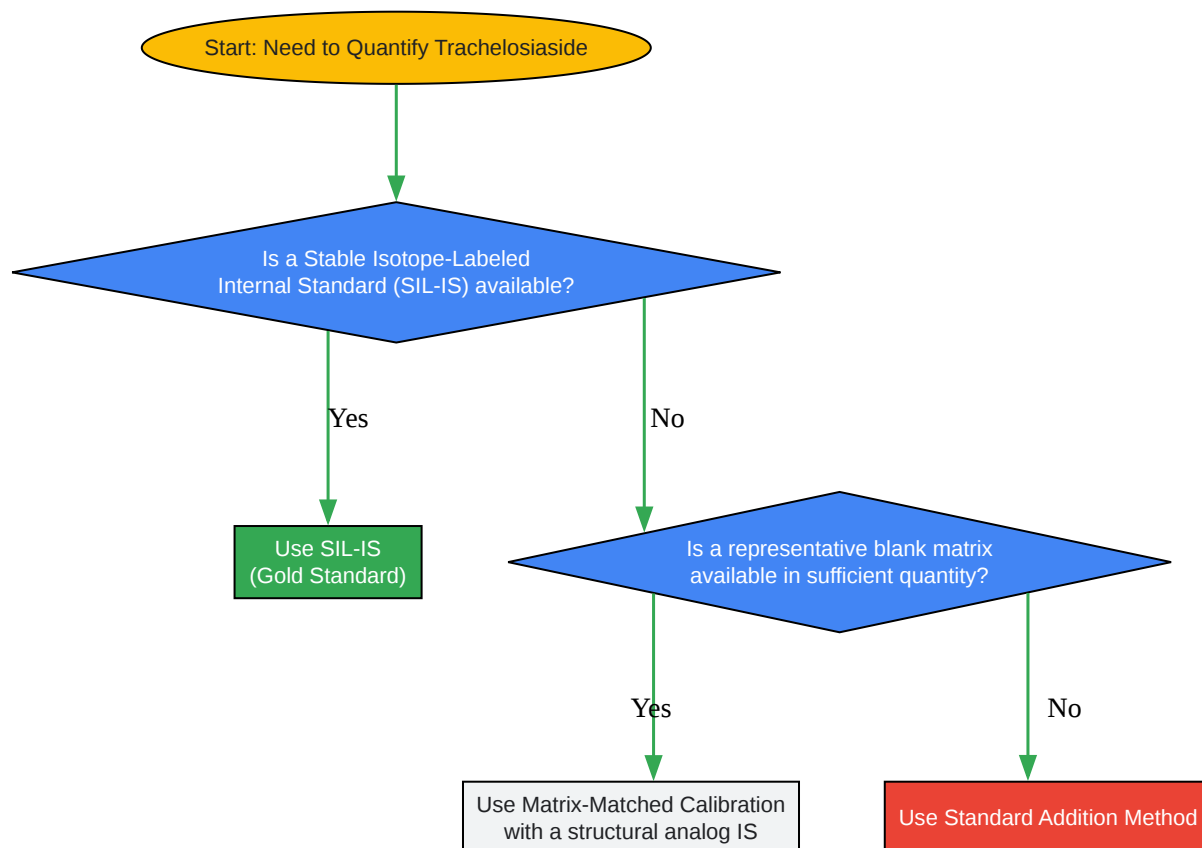 Start: Need to Quantify Trachelosiaside
Is a Stable Isotope-Labeled
Internal Standard (SIL-IS) available?
Yes
No
Use SIL-IS
(Gold Standard)
Is a representative blank matrix
available in sufficient quantity?
Yes
No
Use Matrix-Matched Calibration
with a structural analog IS
Use Standard Addition Method